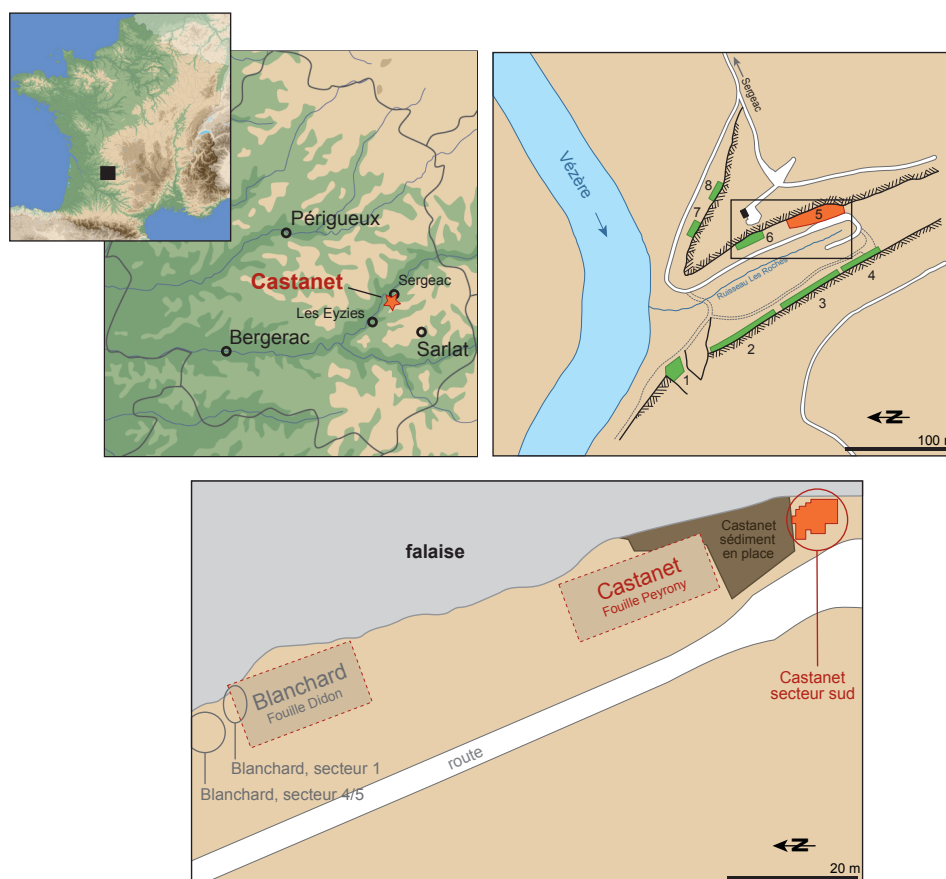 Périgueux
Castanet
Sergeac
Les Eyzies
Bergerac
Sarlat
Sergeac
Vézère
8
7
5
6
Ruisseau Les Roches
4
3
2
1
N
100 m
falaise
Castanet
sédiment
en place
Castanet
Fouille Peyrony
Blanchard
Fouille Didon
Castanet
secteur sud
route
Blanchard, secteur 1
Blanchard, secteur 4/5
N
20 m